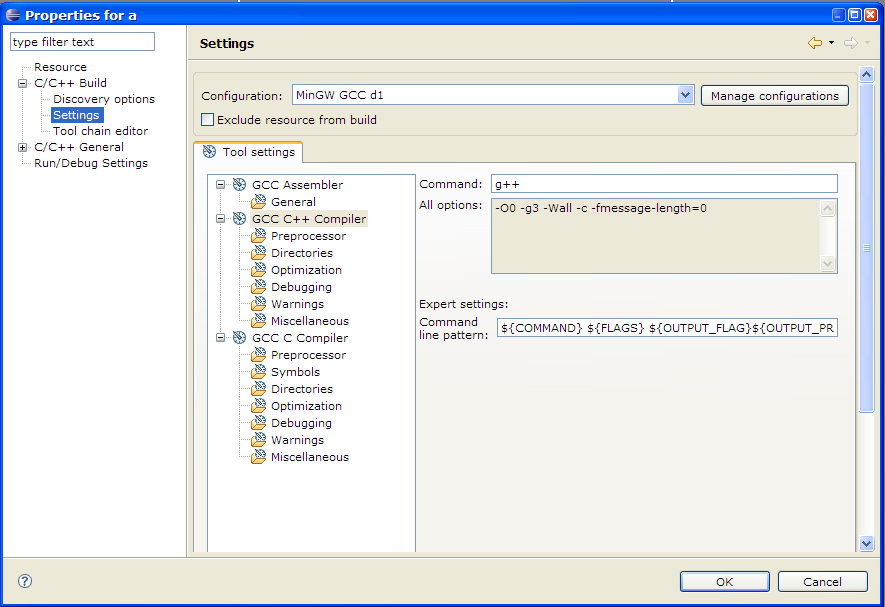 Properties for a
type filter text
Resource
C/C++ Build
Discovery options
Settings
Tool chain editor
C/C++ General
Run/Debug Settings
Settings
Configuration: MinGW GCC d1 Manage configurations
Exclude resource from build
Tool settings
GCC Assembler
General
GCC C++ Compiler
Preprocessor
Directories
Optimization
Debugging
Warnings
Miscellaneous
GCC C Compiler
Preprocessor
Symbols
Directories
Optimization
Debugging
Warnings
Miscellaneous
Command: g++
All options: -O0 -g3 -Wall -c -fmessage-length=0
Expert settings:
Command
line pattern: ${COMMAND} ${FLAGS} ${OUTPUT_FLAG}${OUTPUT_PR
?
OK Cancel